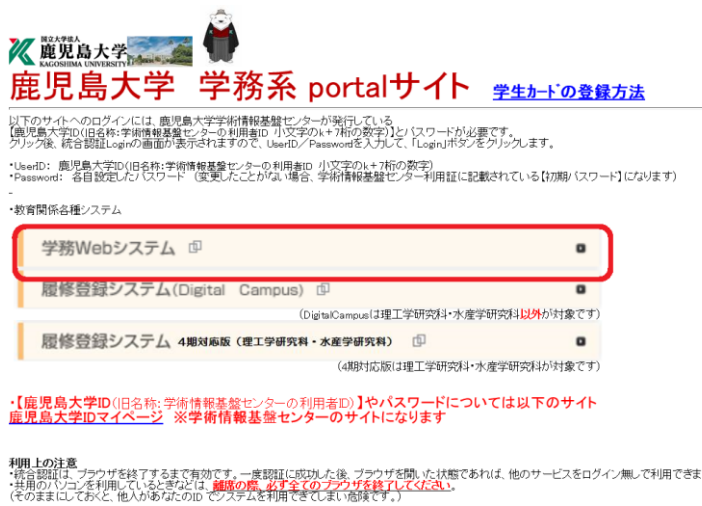 国立大学法人
鹿児島大学
KAGOSHIMA UNIVERSITY
鹿児島大学 学務系 portalサイト 学生カードの登録方法
以下のサイトへのログインには、鹿児島大学学術情報基盤センターが発行している
【鹿児島大学ID(旧名称:学術情報基盤センターの利用者ID 小文字のk+7桁の数字)】とパスワードが必要です。
クリック後、統合認証Loginの画面が表示されますので、UserID/Passwordを入力して、「Login」ボタンをクリックします。
・UserID: 鹿児島大学ID(旧名称:学術情報基盤センターの利用者ID 小文字のk+7桁の数字)
・Password: 各自設定したパスワード (変更したことがない場合、学術情報基盤センター利用証に記載されている【初期パスワード】になります)
-
・教育関係各種システム
学務Webシステム
履修登録システム(Digital Campus)
(DigitalCampusは理工学研究科・水産学研究科以外が対象です)
履修登録システム 4期対応版(理工学研究科・水産学研究科)
(4期対応版は理工学研究科・水産学研究科が対象です)
・【鹿児島大学ID(旧名称:学術情報基盤センターの利用者ID)】やパスワードについては以下のサイト
鹿児島大学IDマイページ ※学術情報基盤センターのサイトになります
利用上の注意
・統合認証は、ブラウザを終了するまで有効です。一度認証に成功した後、ブラウザを開いた状態であれば、他のサービスをログイン無しで利用できま
・共用のパソコンを利用しているときなどは、離席の際、必ず全てのブラウザを終了してください。
(そのままにしておくと、他人があなたのIDでシステムを利用できてしまい危険です。)